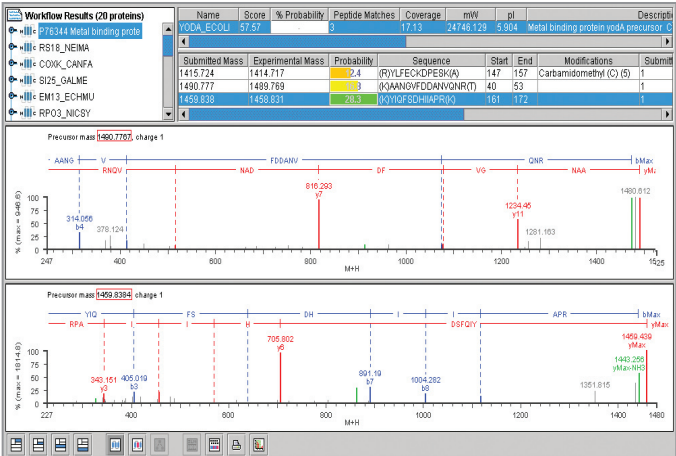 Workflow Results (20 proteins)
P76344 Metal binding prote
RS18_NEIMA
COXK_CANFA
SI25_GALME
EM13_ECHMU
RPO3_NICSY
Name Score % Probability Peptide Matches Coverage mW pI Descripti
YODA_ECOLI 57.57 - 3 17.13 24746.129 5.904 Metal binding protein yodA precursor C
Submitted Mass Experimental Mass Probability Sequence Start End Modifications Submitt
1415.724 1414.717 2.4 (R)YLFECKDPESK(A) 147 157 Carbamidomethyl (C) (5) 1
1490.777 1489.769 (K)AANGVFDDANVQNR(T) 40 53 1
1459.838 1458.831 28.3 (K)YIQFSDHIIAPR(K) 161 172 1
Precursor mass 1490.7767, charge 1
AANG V FDDANV QNR bMax
RNQV NAD DF VG NAA yMa
816.293
y7
1480.612
1234.45
y11
314.056
b4
378.124
1281.163
% (max = 946.6)
100
75
50
25
0
247 400 600 800 1000 1200 1400 1525
M+H
Precursor mass 1459.8384, charge 1
YIQ FS DH I I APR bMax
RPA I I H DSFQIY yMax
705.802
y6
1459.439
yMax
1443.256
yMax-NH3
343.151
y3
405.019
b3
891.19
b7
1004.282
b8
1351.815
% (max = 1814.8)
100
75
50
25
0
227 400 600 800 1000 1200 1400 1480
M+H